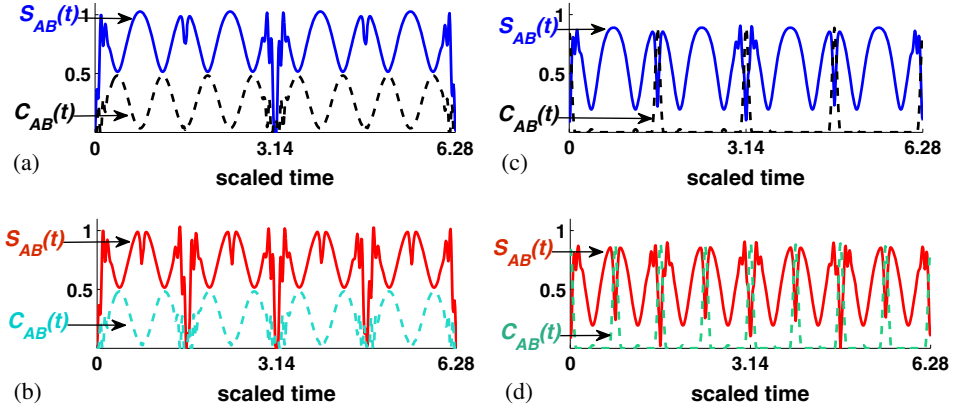 S_AB(t)
1
0.5
C_AB(t)
(a)
0
3.14
6.28
scaled time
S_AB(t)
1
0.5
C_AB(t)
(c)
0
3.14
6.28
scaled time
S_AB(t)
1
0.5
C_AB(t)
(b)
0
3.14
6.28
scaled time
S_AB(t)
1
0.5
C_AB(t)
(d)
0
3.14
6.28
scaled time